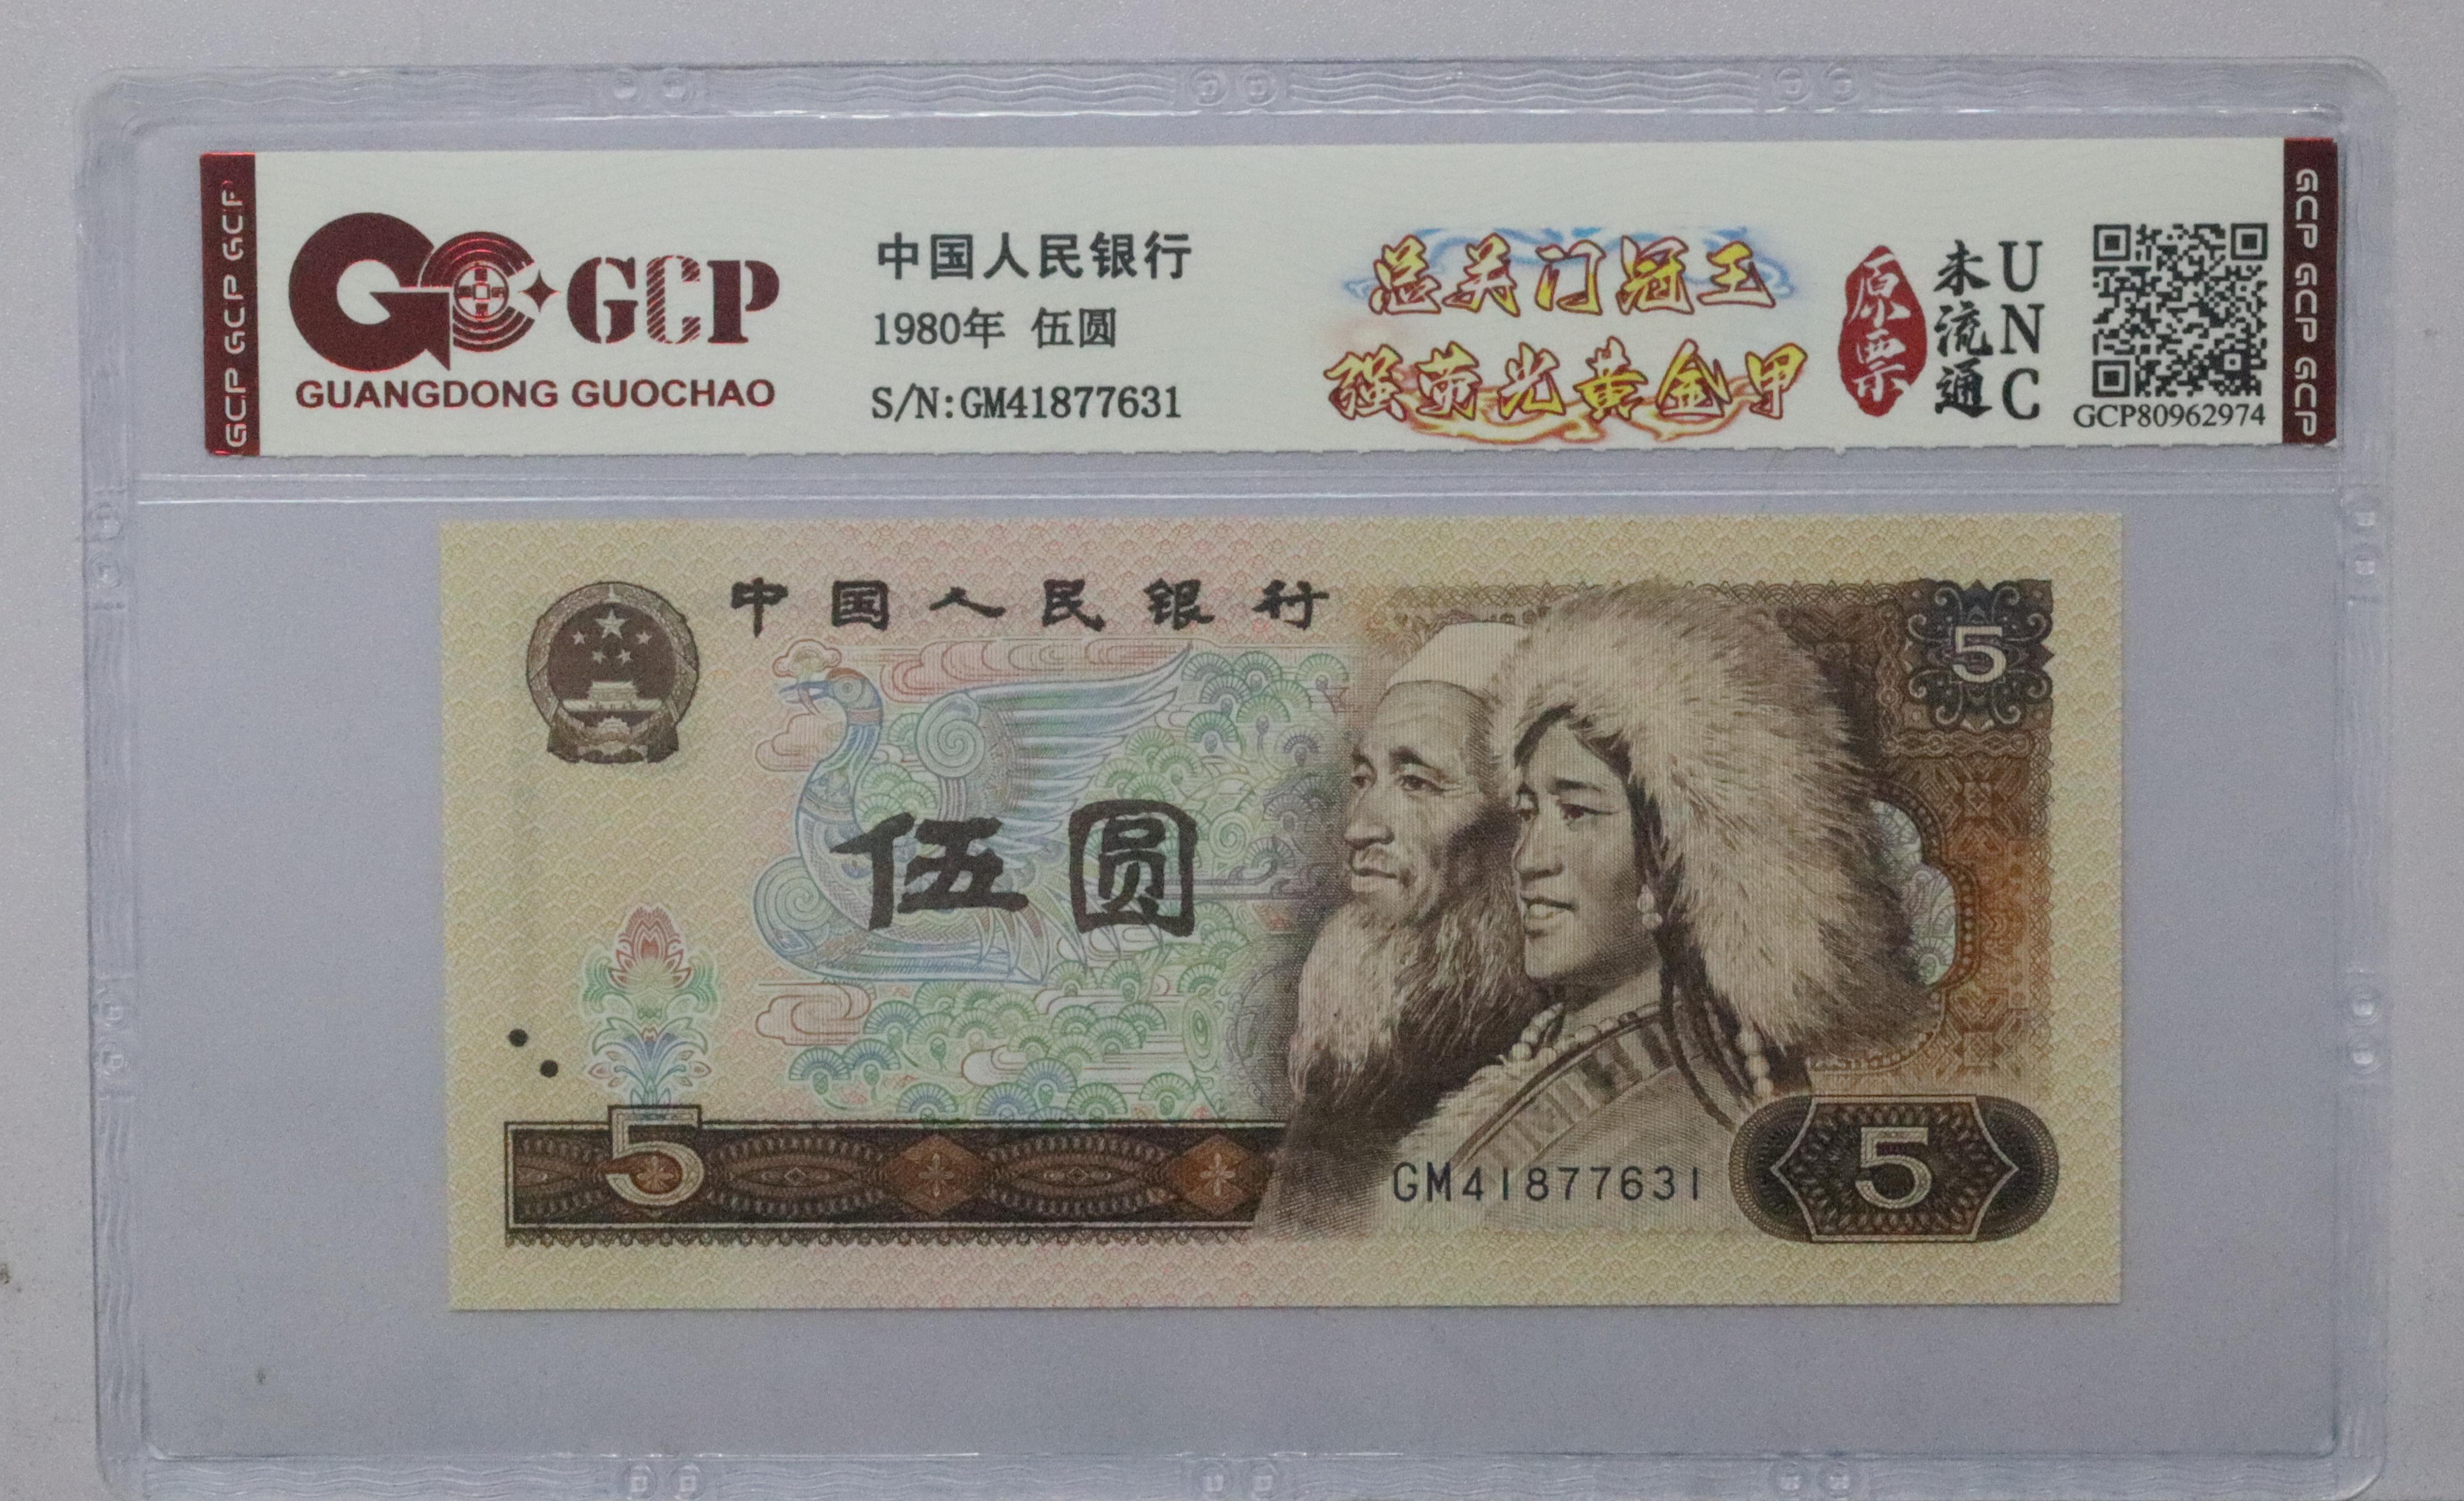 GCP GCP GCP
GCP
GUANGDONG GUOCHAO
中国人民银行
1980年 伍圆
S/N:GM41877631
总关门冠王
强荧光黄金甲
原票
未流通
UNC
GCP80962974
GCP GCP GCP
中国人民银行
5
伍圆
5
GM41877631
5